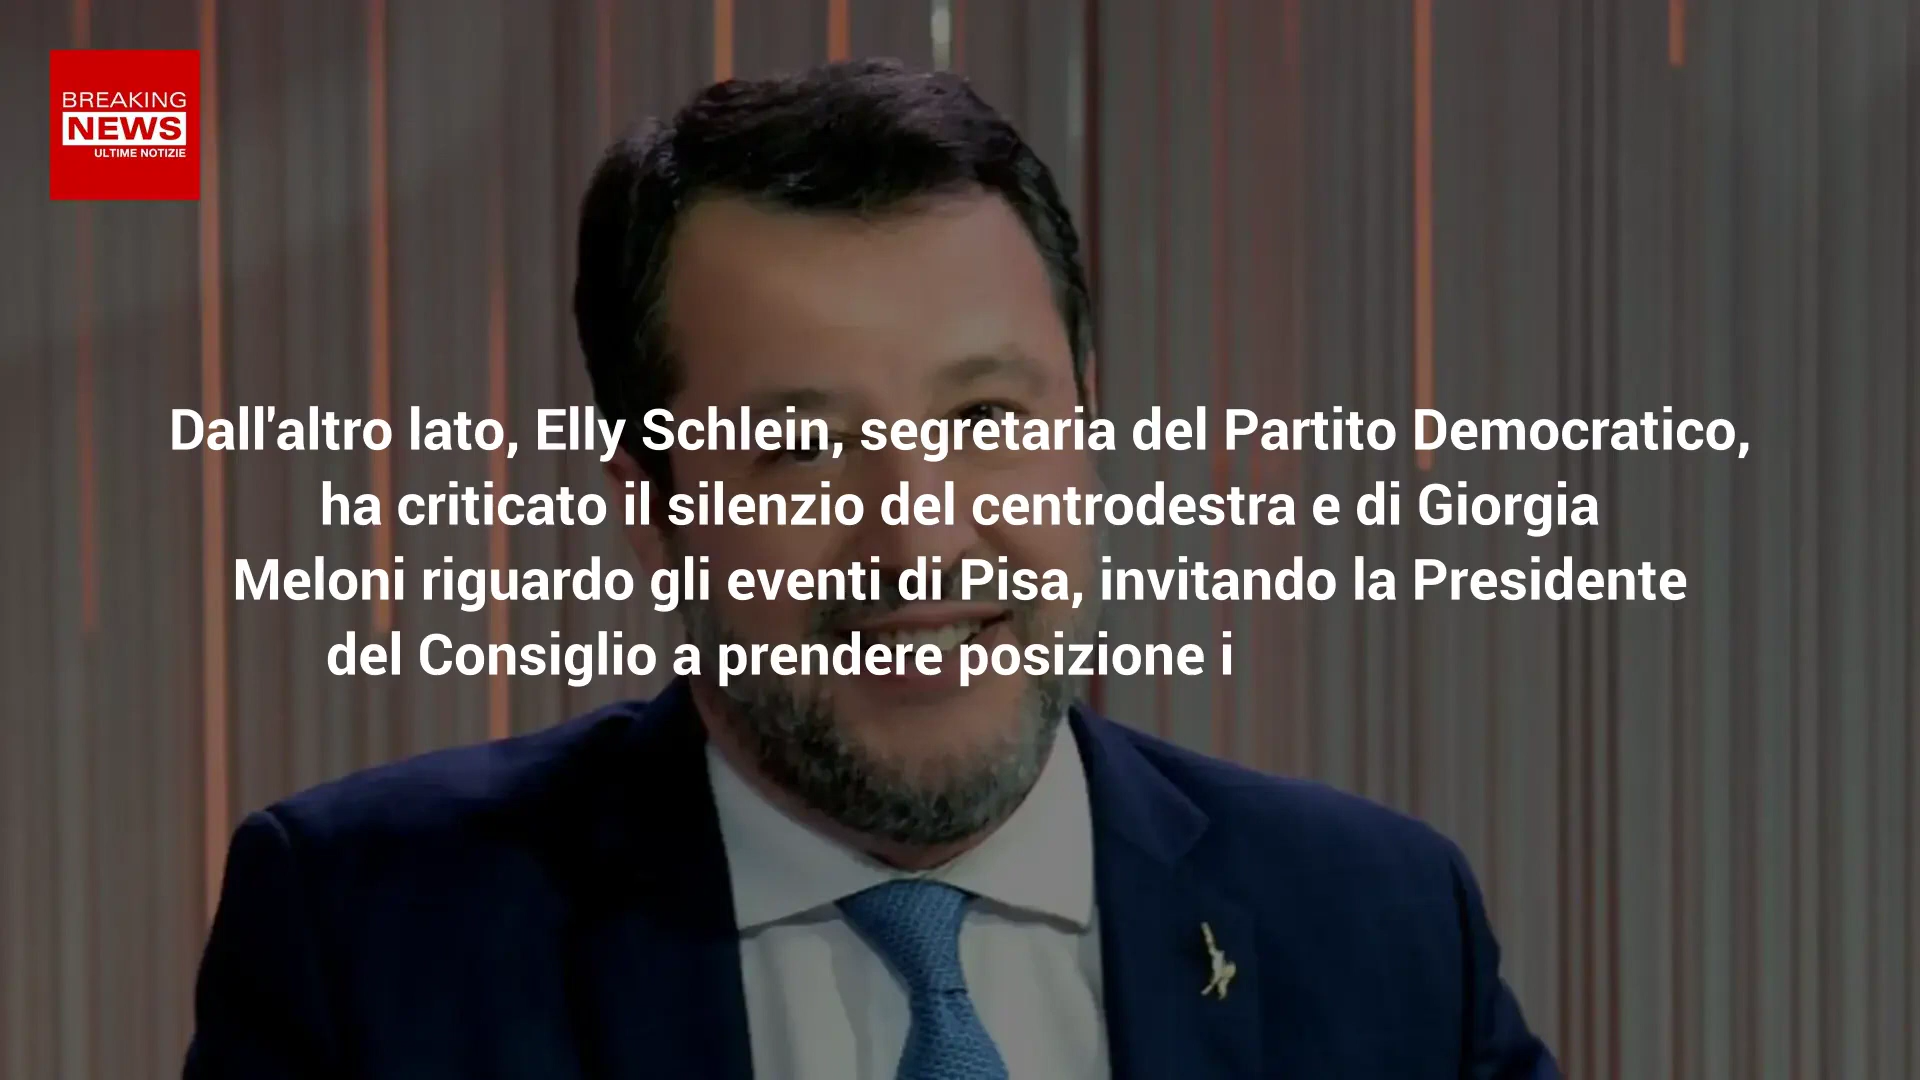 BREAKING
NEWS
ULTIME NOTIZIE
Dall'altro lato, Elly Schlein, segretaria del Partito Democratico,
ha criticato il silenzio del centrodestra e di Giorgia
Meloni riguardo gli eventi di Pisa, invitando la Presidente
del Consiglio a prendere posizione i